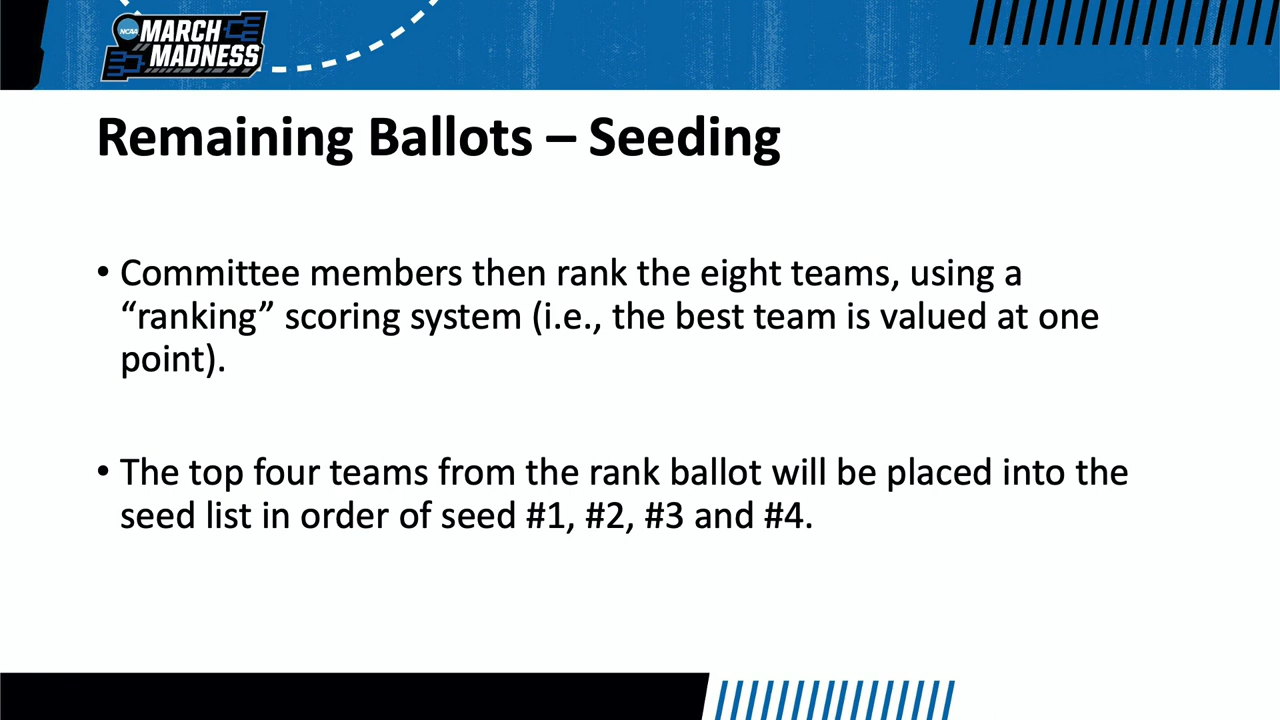 NCAA
MARCH
MADNESS
Remaining Ballots – Seeding
• Committee members then rank the eight teams, using a
“ranking” scoring system (i.e., the best team is valued at one
point).
• The top four teams from the rank ballot will be placed into the
seed list in order of seed #1, #2, #3 and #4.